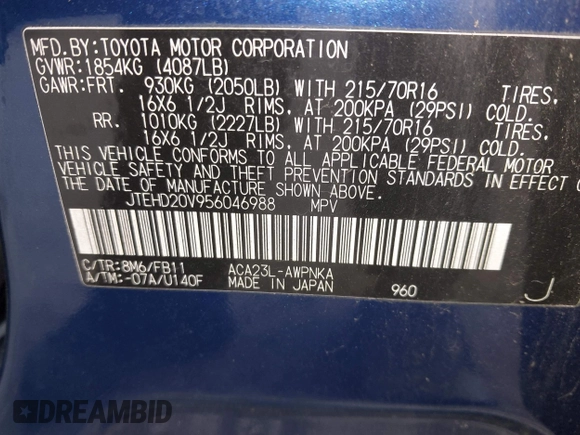 MFD.BY:TOYOTA MOTOR CORPORATION
GVWR:1854KG (4087LB)
GAWR:FRT. 930KG (2050LB) WITH 215/70R16 TIRES,
16X6 1/2J RIMS, AT 200KPA (29PSI) COLD.
RR. 1010KG (2227LB) WITH 215/70R16 TIRES,
16X6 1/2J RIMS, AT 200KPA (29PSI) COLD.
THIS VEHICLE CONFORMS TO ALL APPLICABLE FEDERAL MOTOR
VEHICLE SAFETY AND THEFT PREVENTION STANDARDS IN EFFECT O
THE DATE OF MANUFACTURE SHOWN ABOVE.
JTEHD20V956046988 MPV
C/TR:8M6/FB11 ACA23L-AWPNKA
A/TM:-07A/U140F MADE IN JAPAN 960 J
DREAMBID